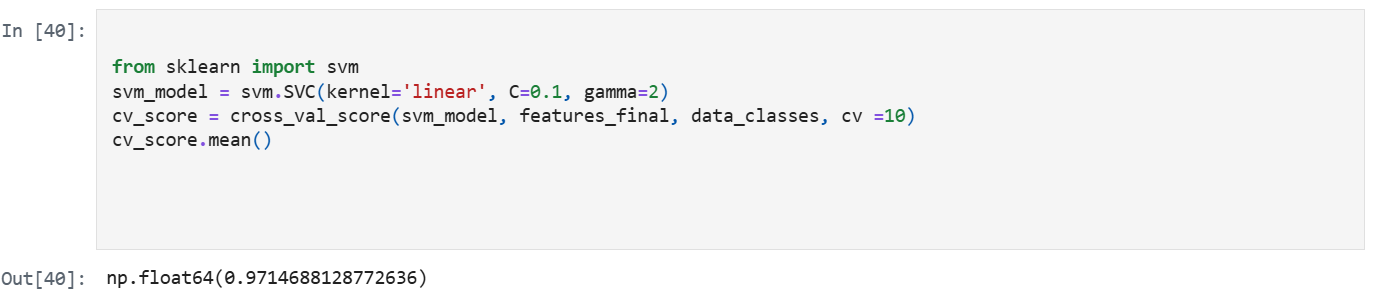 In [40]:
from sklearn import svm
svm_model = svm.SVC(kernel='linear', C=0.1, gamma=2)
cv_score = cross_val_score(svm_model, features_final, data_classes, cv =10)
cv_score.mean()
Out[40]: np.float64(0.9714688128772636)